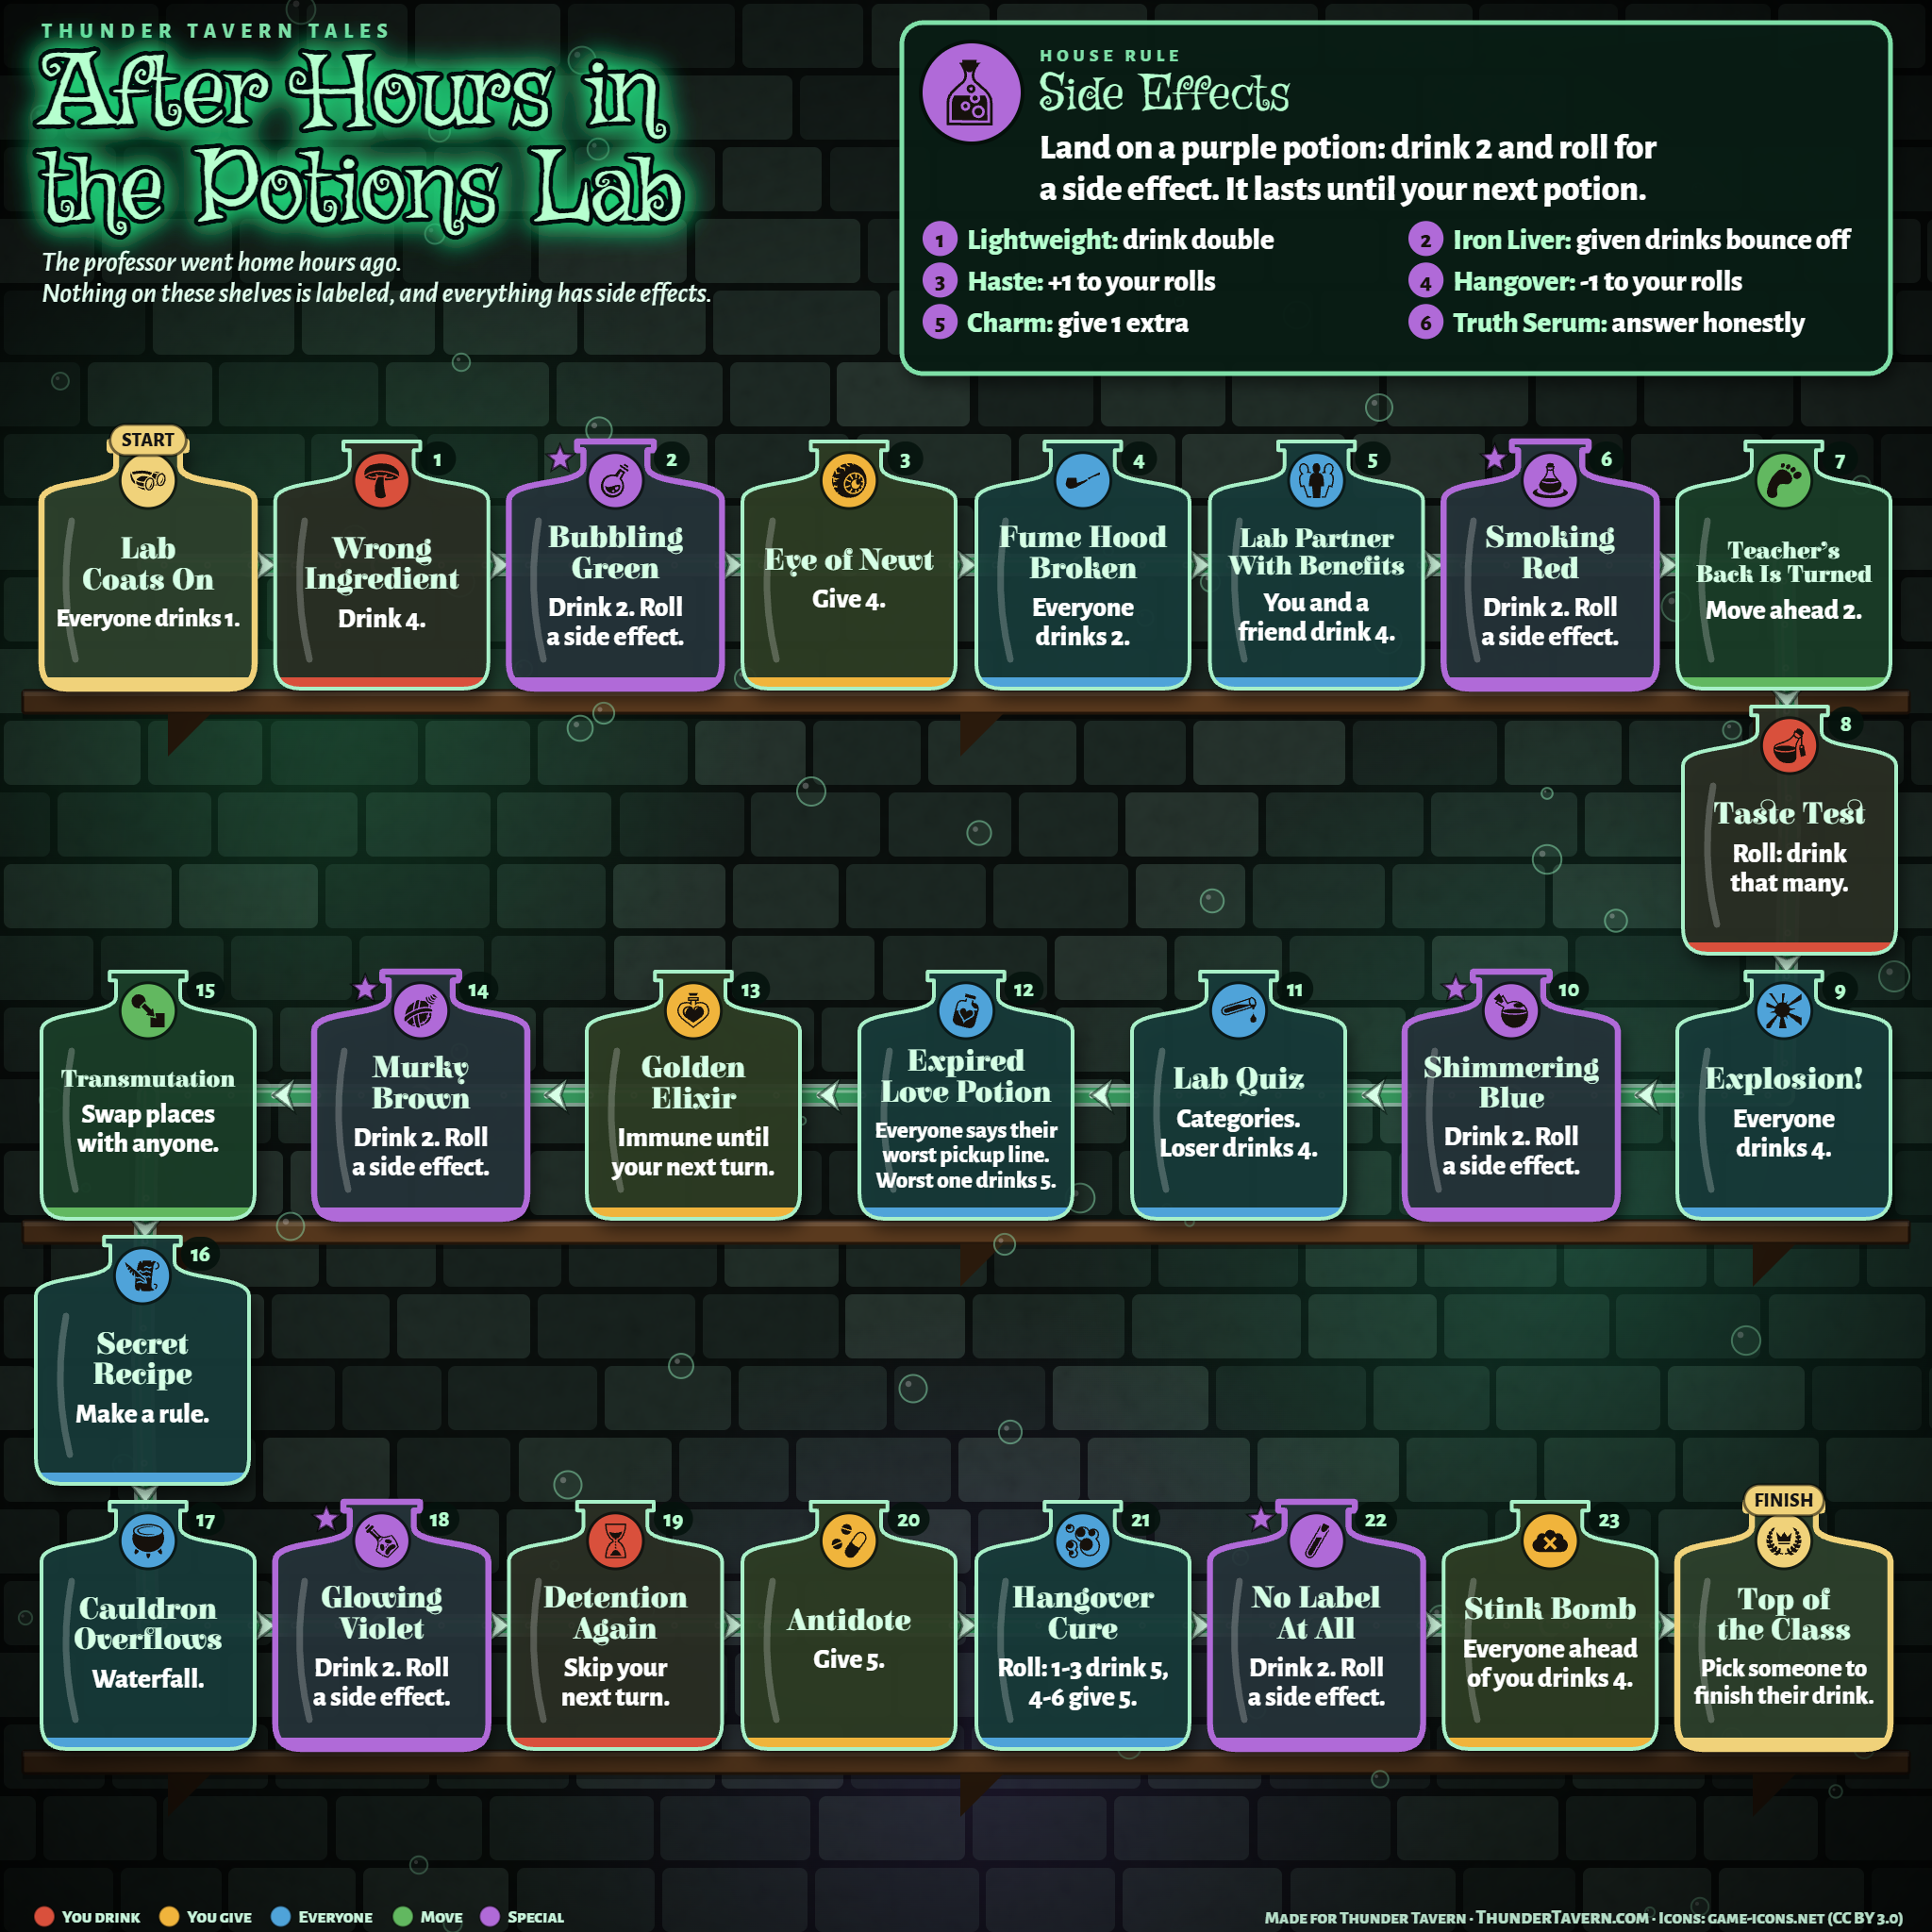 THUNDER TAVERN TALES
After Hours in
the Potions Lab
The professor went home hours ago.
Nothing on these shelves is labeled, and everything has side effects.
HOUSE RULE
Side Effects
Land on a purple potion: drink 2 and roll for
a side effect. It lasts until your next potion.
1 Lightweight: drink double
2 Iron Liver: given drinks bounce off
3 Haste: +1 to your rolls
4 Hangover: -1 to your rolls
5 Charm: give 1 extra
6 Truth Serum: answer honestly
START
Lab
Coats On
Everyone drinks 1.
1
Wrong
Ingredient
Drink 4.
2
Bubbling
Green
Drink 2. Roll
a side effect.
3
Eye of Newt
Give 4.
4
Fume Hood
Broken
Everyone
drinks 2.
5
Lab Partner
With Benefits
You and a
friend drink 4.
6
Smoking
Red
Drink 2. Roll
a side effect.
7
Teacher's
Back Is Turned
Move ahead 2.
8
Taste Test
Roll: drink
that many.
9
Explosion!
Everyone
drinks 4.
10
Shimmering
Blue
Drink 2. Roll
a side effect.
11
Lab Quiz
Categories.
Loser drinks 4.
12
Expired
Love Potion
Everyone says their
worst pickup line.
Worst one drinks 5.
13
Golden
Elixir
Immune until
your next turn.
14
Murky
Brown
Drink 2. Roll
a side effect.
15
Transmutation
Swap places
with anyone.
16
Secret
Recipe
Make a rule.
17
Cauldron
Overflows
Waterfall.
18
Glowing
Violet
Drink 2. Roll
a side effect.
19
Detention
Again
Skip your
next turn.
20
Antidote
Give 5.
21
Hangover
Cure
Roll: 1-3 drink 5,
4-6 give 5.
22
No Label
At All
Drink 2. Roll
a side effect.
23
Stink Bomb
Everyone ahead
of you drinks 4.
FINISH
Top of
the Class
Pick someone to
finish their drink.
You drink You give Everyone Move Special
Made for Thunder Tavern · ThunderTavern.com · Icons: game-icons.net (CC BY 3.0)